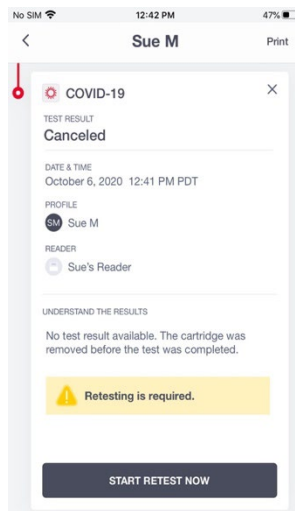 No SIM 12:42 PM 47%
Sue M Print
COVID-19
TEST RESULT
Canceled
DATE & TIME
October 6, 2020 12:41 PM PDT
PROFILE
SM Sue M
READER
Sue's Reader
UNDERSTAND THE RESULTS
No test result available. The cartridge was
removed before the test was completed.
Retesting is required.
START RETEST NOW